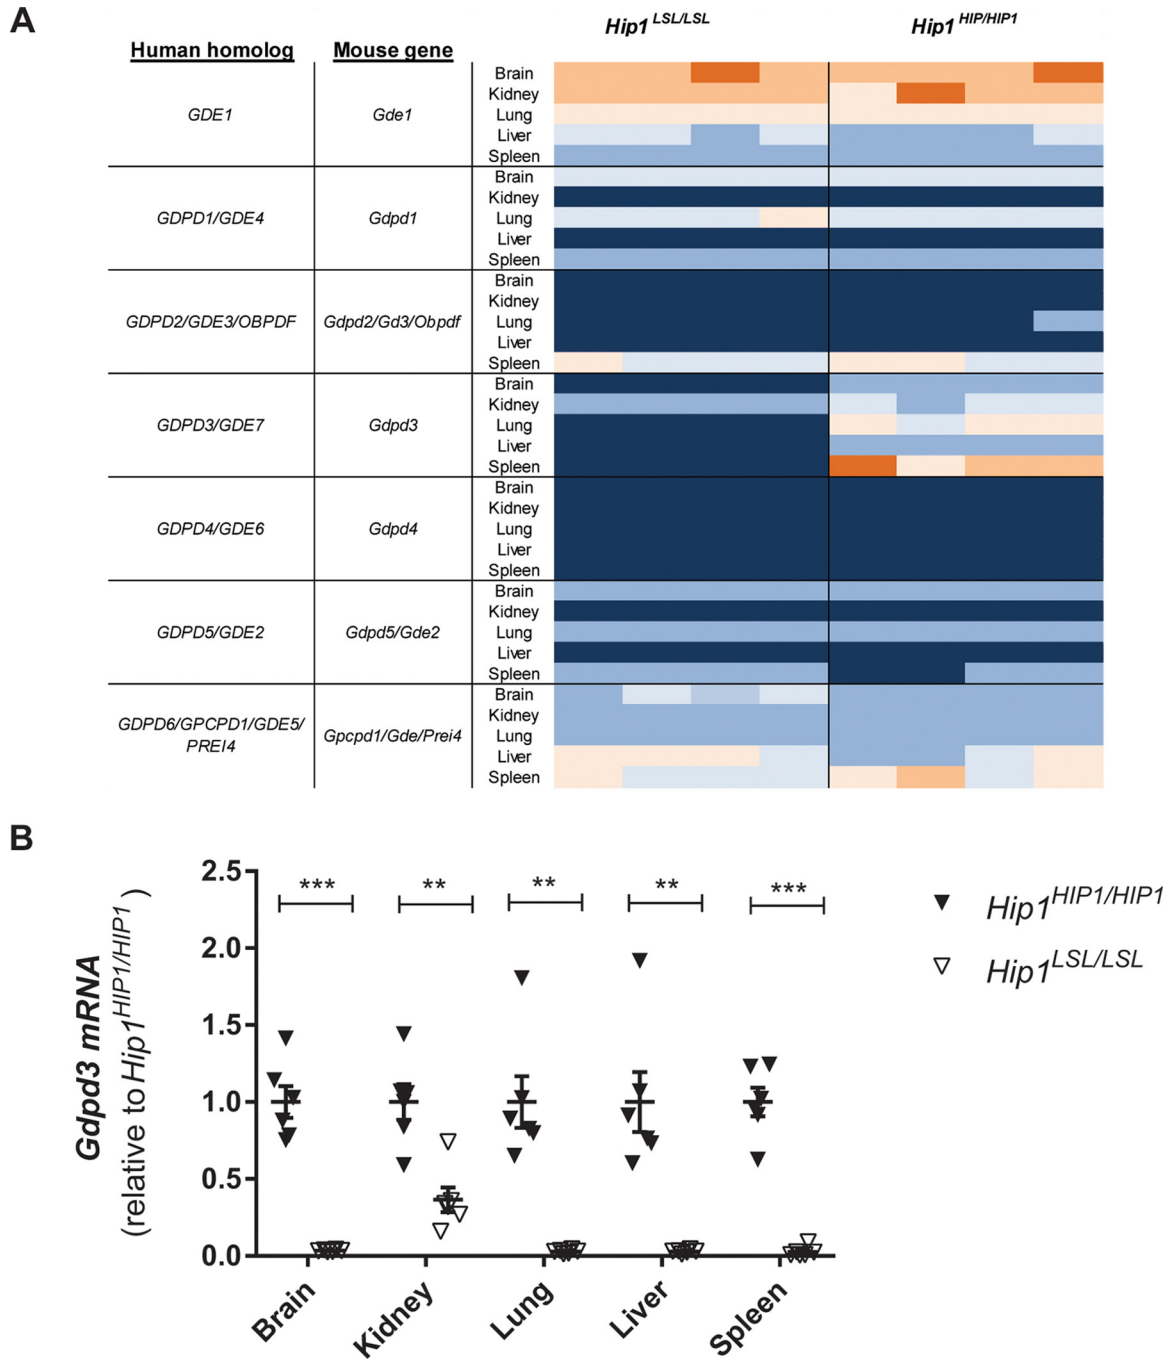 A
Hip1 LSL/LSL
Hip1 HIP/HIP1
Human homolog
Mouse gene
GDE1
Gde1
Brain
Kidney
Lung
Liver
Spleen
GDPD1/GDE4
Gdpd1
Brain
Kidney
Lung
Liver
Spleen
GDPD2/GDE3/OBPDF
Gdpd2/Gd3/Obpdf
Brain
Kidney
Lung
Liver
Spleen
GDPD3/GDE7
Gdpd3
Brain
Kidney
Lung
Liver
Spleen
GDPD4/GDE6
Gdpd4
Brain
Kidney
Lung
Liver
Spleen
GDPD5/GDE2
Gdpd5/Gde2
Brain
Kidney
Lung
Liver
Spleen
GDPD6/GPCPD1/GDE5/
PREI4
Gpcpd1/Gde/Prei4
Brain
Kidney
Lung
Liver
Spleen
B
Gdpd3 mRNA
(relative to Hip1HIP1/HIP1)
2.5
2.0
1.5
1.0
0.5
0.0
***
**
**
**
***
Hip1HIP1/HIP1
Hip1LSL/LSL
Brain
Kidney
Lung
Liver
Spleen